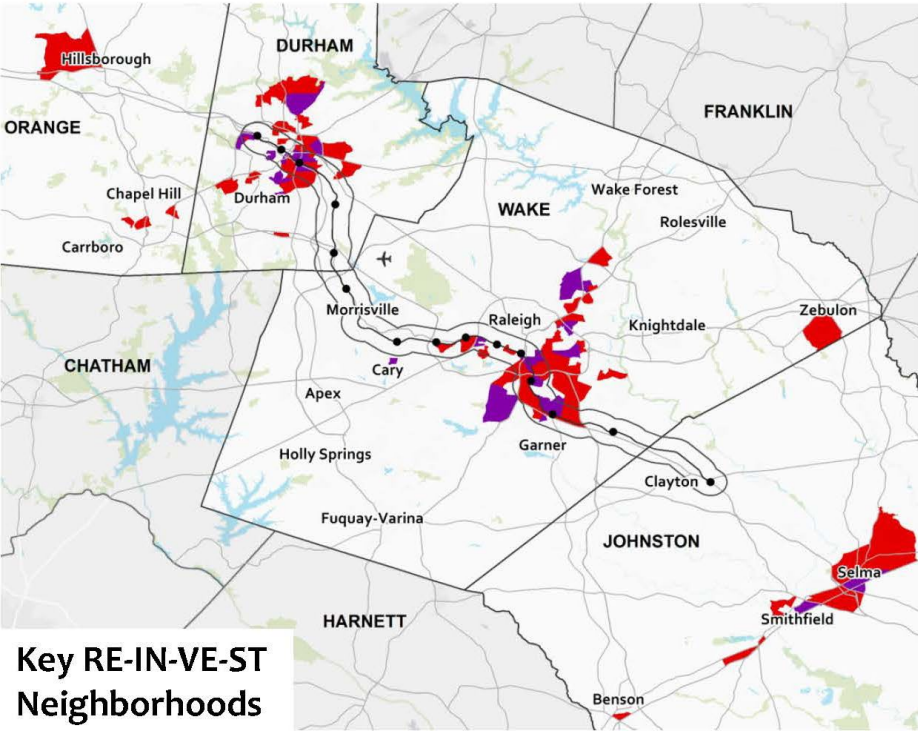 DURHAM
Hillsborough
FRANKLIN
ORANGE
Chapel Hill
Wake Forest
Durham
WAKE
Rolesville
Carrboro
Morrisville
Raleigh
Knightdale
Zebulon
CHATHAM
Cary
Apex
Garner
Holly Springs
Clayton
Fuquay-Varina
JOHNSTON
Selma
HARNETT
Smithfield
Key RE-IN-VE-ST
Neighborhoods
Benson